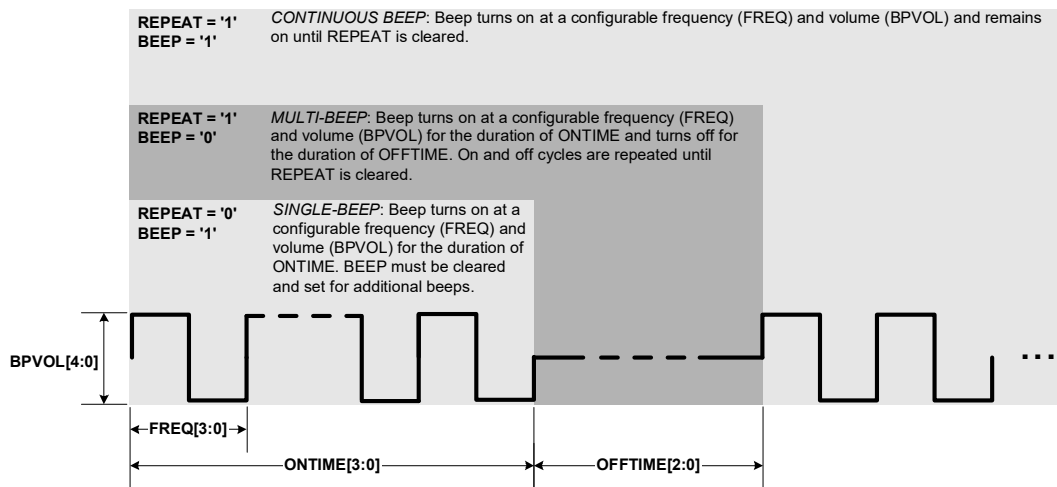 REPEAT = '1'
BEEP = '1'
CONTINUOUS BEEP: Beep turns on at a configurable frequency (FREQ) and volume (BPVOL) and remains
on until REPEAT is cleared.
REPEAT = '1'
BEEP = '0'
MULTI-BEEP: Beep turns on at a configurable frequency (FREQ)
and volume (BPVOL) for the duration of ONTIME and turns off for
the duration of OFFTIME. On and off cycles are repeated until
REPEAT is cleared.
REPEAT = '0'
BEEP = '1'
SINGLE-BEEP: Beep turns on at a
configurable frequency (FREQ) and
volume (BPVOL) for the duration of
ONTIME. BEEP must be cleared
and set for additional beeps.
BPVOL[4:0]
...
FREQ[3:0]
ONTIME[3:0]
OFFTIME[2:0]